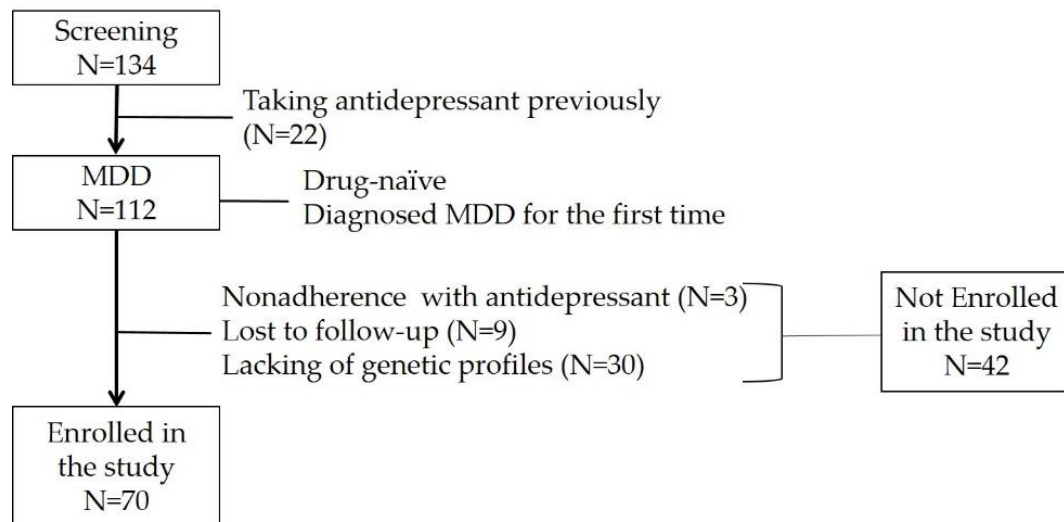 Screening
N=134
Taking antidepressant previously
(N=22)
MDD
N=112
Drug-naïve
Diagnosed MDD for the first time
Nonadherence with antidepressant (N=3)
Lost to follow-up (N=9)
Lacking of genetic profiles (N=30)
Not Enrolled
in the study
N=42
Enrolled in
the study
N=70